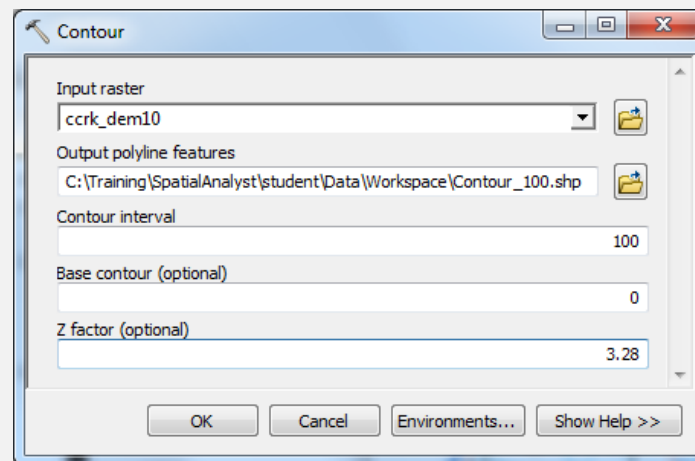 Contour
Input raster
ccrk_dem10
Output polyline features
C:\Training\SpatialAnalyst\student\Data\Workspace\Contour_100.shp
Contour interval
100
Base contour (optional)
0
Z factor (optional)
3.28
OK Cancel Environments... Show Help >>